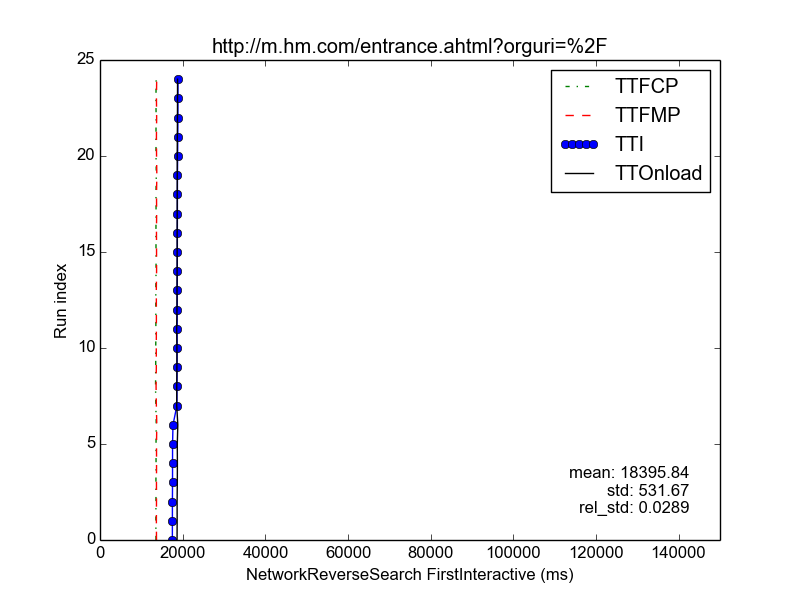 http://m.hm.com/entrance.ahtml?orguri=%2F
25
20
15
10
5
0
Run index
TTFCP
TTFMP
TTI
TTOnload
mean: 18395.84
std: 531.67
rel_std: 0.0289
0 20000 40000 60000 80000 100000 120000 140000
NetworkReverseSearch FirstInteractive (ms)